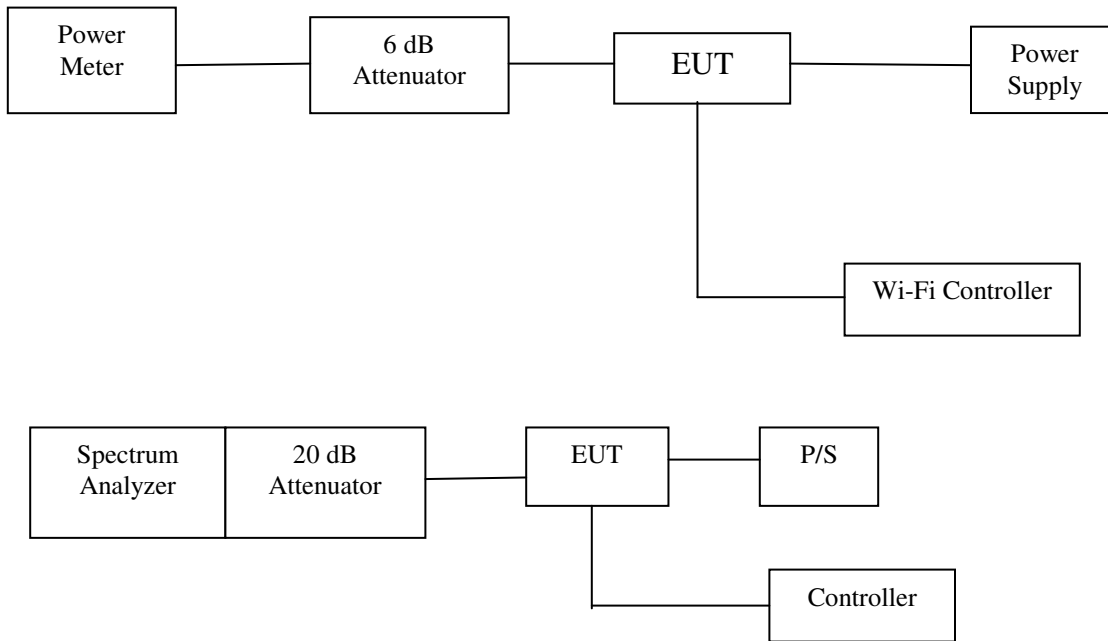 Power
Meter
6 dB
Attenuator
EUT
Power
Supply
Wi-Fi Controller
Spectrum
Analyzer
20 dB
Attenuator
EUT
P/S
Controller